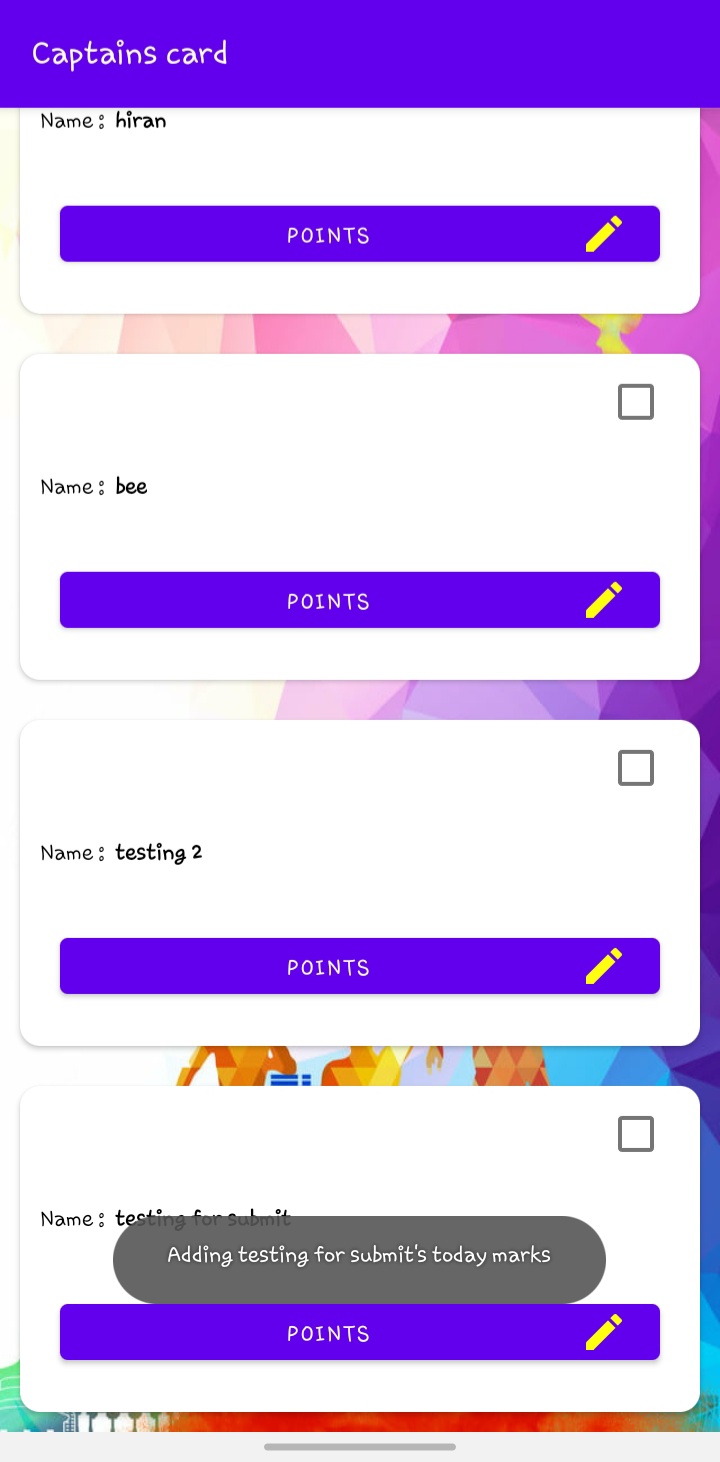 Captains card
Name : hiran
POINTS
Name : bee
POINTS
Name : testing 2
POINTS
Name : testing for submit
Adding testing for submit's today marks
POINTS